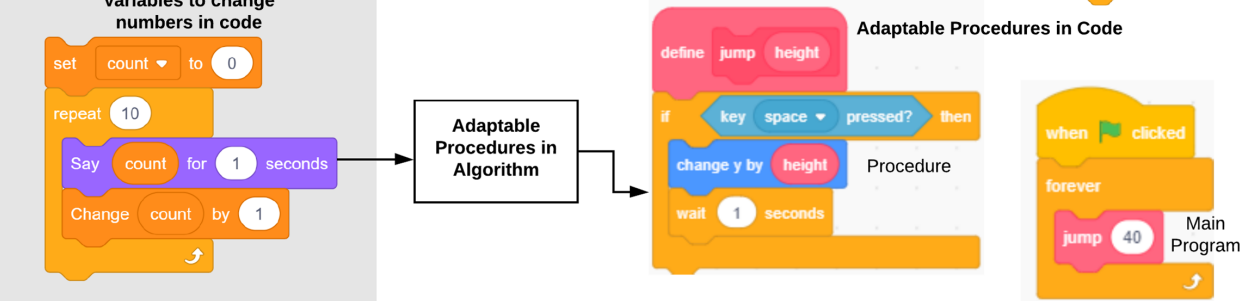 variables to change
numbers in code
set count to 0
repeat 10
Say count for 1 seconds
Change count by 1
Adaptable
Procedures in
Algorithm
Adaptable Procedures in Code
define jump height
if key space pressed? then
change y by height
Procedure
wait 1 seconds
when clicked
forever
jump 40
Main
Program